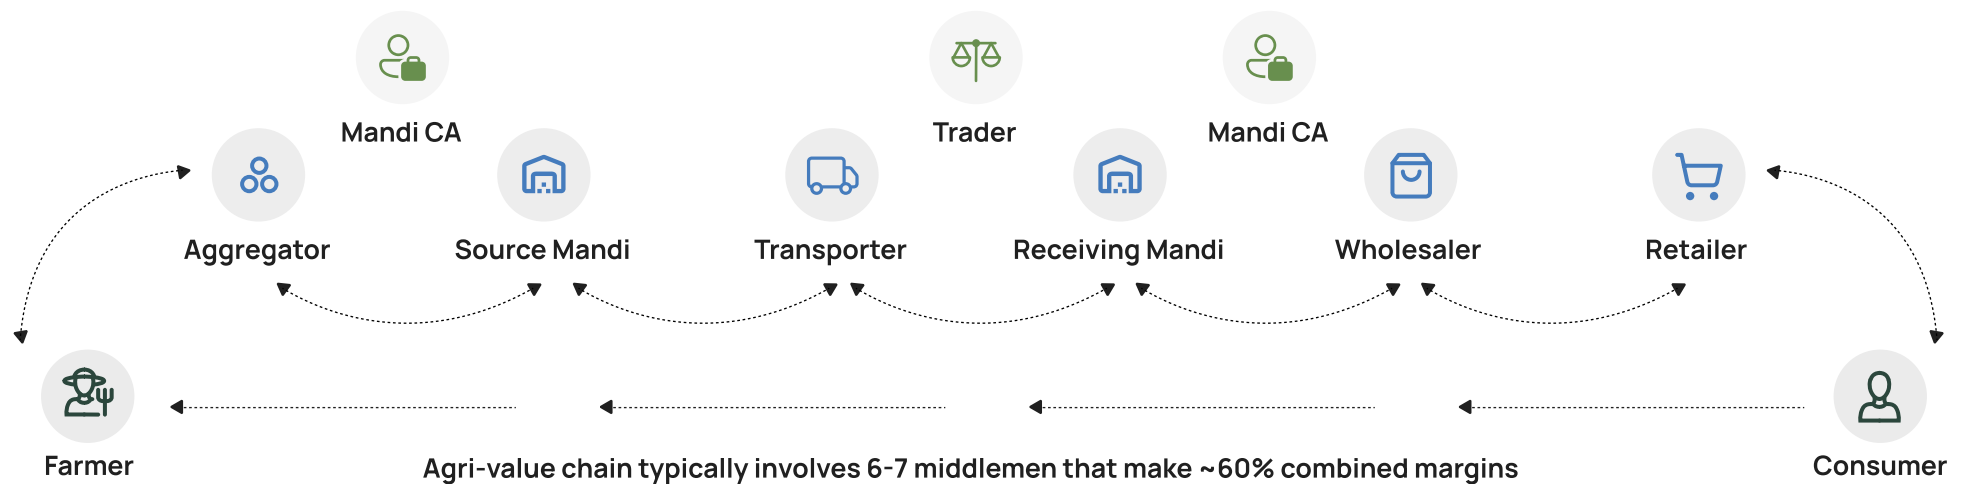 Mandi CA
Trader
Mandi CA
Aggregator
Source Mandi
Transporter
Receiving Mandi
Wholesaler
Retailer
Farmer
Agri-value chain typically involves 6-7 middlemen that make ~60% combined margins
Consumer